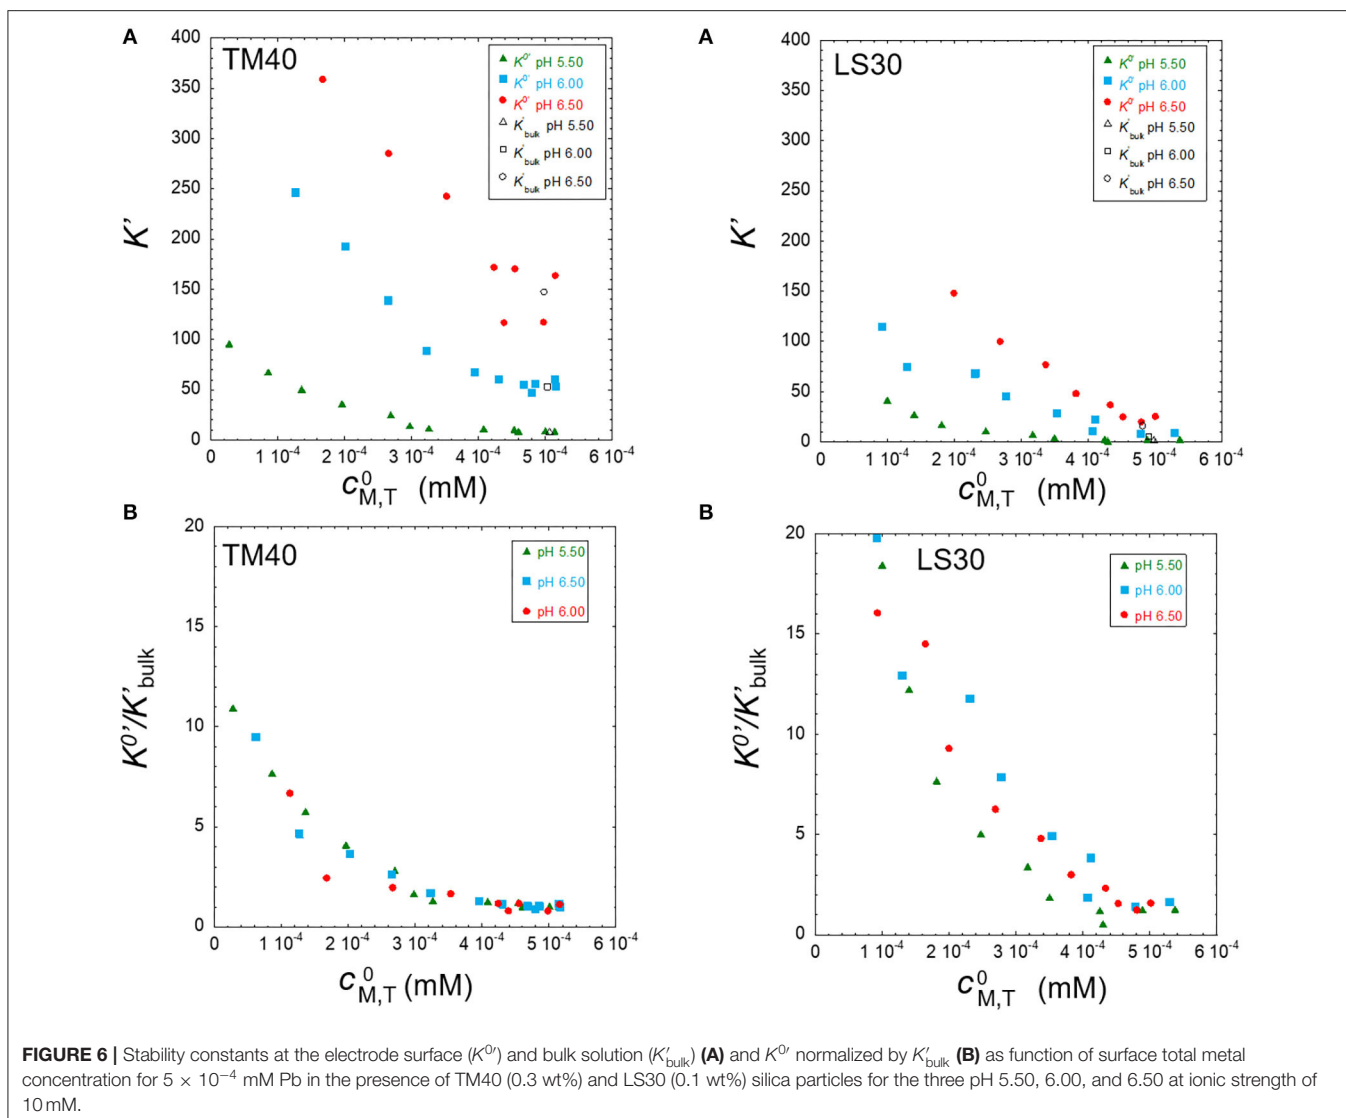 A
TM40
400
350
300
250
200
150
100
50
0
K'
K⁰' pH 5.50
K⁰' pH 6.00
K⁰' pH 6.50
K'bulk pH 5.50
K'bulk pH 6.00
K'bulk pH 6.50
0 1 10⁻⁴ 2 10⁻⁴ 3 10⁻⁴ 4 10⁻⁴ 5 10⁻⁴ 6 10⁻⁴
c⁰M,T (mM)
A
LS30
400
350
300
250
200
150
100
50
0
K'
K⁰' pH 5.50
K⁰' pH 6.00
K⁰' pH 6.50
K'bulk pH 5.50
K'bulk pH 6.00
K'bulk pH 6.50
0 1 10⁻⁴ 2 10⁻⁴ 3 10⁻⁴ 4 10⁻⁴ 5 10⁻⁴ 6 10⁻⁴
c⁰M,T (mM)
B
TM40
20
15
10
5
0
K⁰'/K'bulk
pH 5.50
pH 6.50
pH 6.00
0 1 10⁻⁴ 2 10⁻⁴ 3 10⁻⁴ 4 10⁻⁴ 5 10⁻⁴ 6 10⁻⁴
c⁰M,T (mM)
B
LS30
20
15
10
5
0
K⁰'/K'bulk
pH 5.50
pH 6.00
pH 6.50
0 1 10⁻⁴ 2 10⁻⁴ 3 10⁻⁴ 4 10⁻⁴ 5 10⁻⁴ 6 10⁻⁴
c⁰M,T (mM)
FIGURE 6 | Stability constants at the electrode surface (K⁰′) and bulk solution (K′bulk) (A) and K⁰′ normalized by K′bulk (B) as function of surface total metal
concentration for 5 × 10⁻⁴ mM Pb in the presence of TM40 (0.3 wt%) and LS30 (0.1 wt%) silica particles for the three pH 5.50, 6.00, and 6.50 at ionic strength of
10 mM.